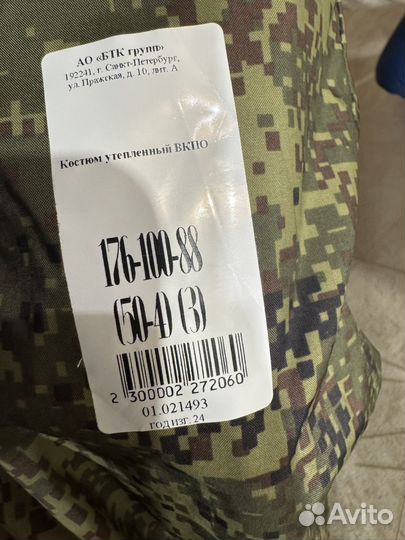 АО «БТК групп»
192241, г. Санкт-Петербург,
ул. Пражская, д. 10, лит. А
Костюм утепленный ВКПО
176-100-88
(50-4) (3)
2 300002 272060
01.021493
год изг. 24
Avito